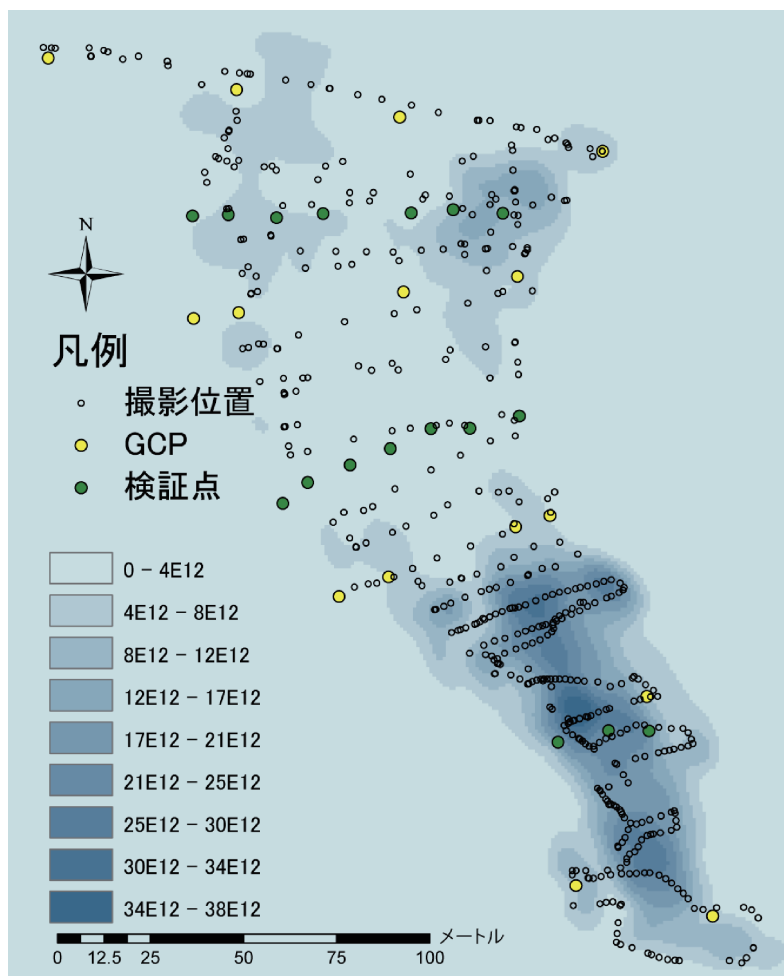 N
凡例
撮影位置
GCP
検証点
0 – 4E12
4E12 – 8E12
8E12 – 12E12
12E12 – 17E12
17E12 – 21E12
21E12 – 25E12
25E12 – 30E12
30E12 – 34E12
34E12 – 38E12
メートル
0 12.5 25 50 75 100